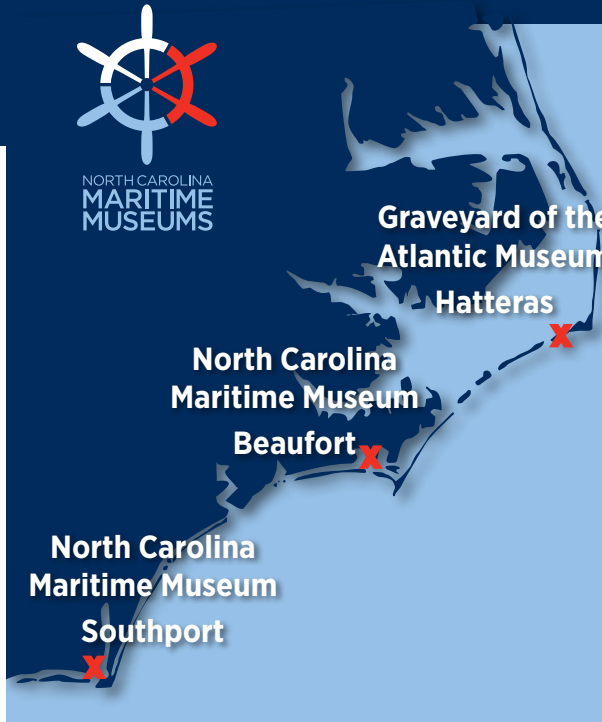 NORTH CAROLINA
MARITIME
MUSEUMS
Graveyard of the
Atlantic Museum
Hatteras
X
North Carolina
Maritime Museum
Beaufort
X
North Carolina
Maritime Museum
Southport
X